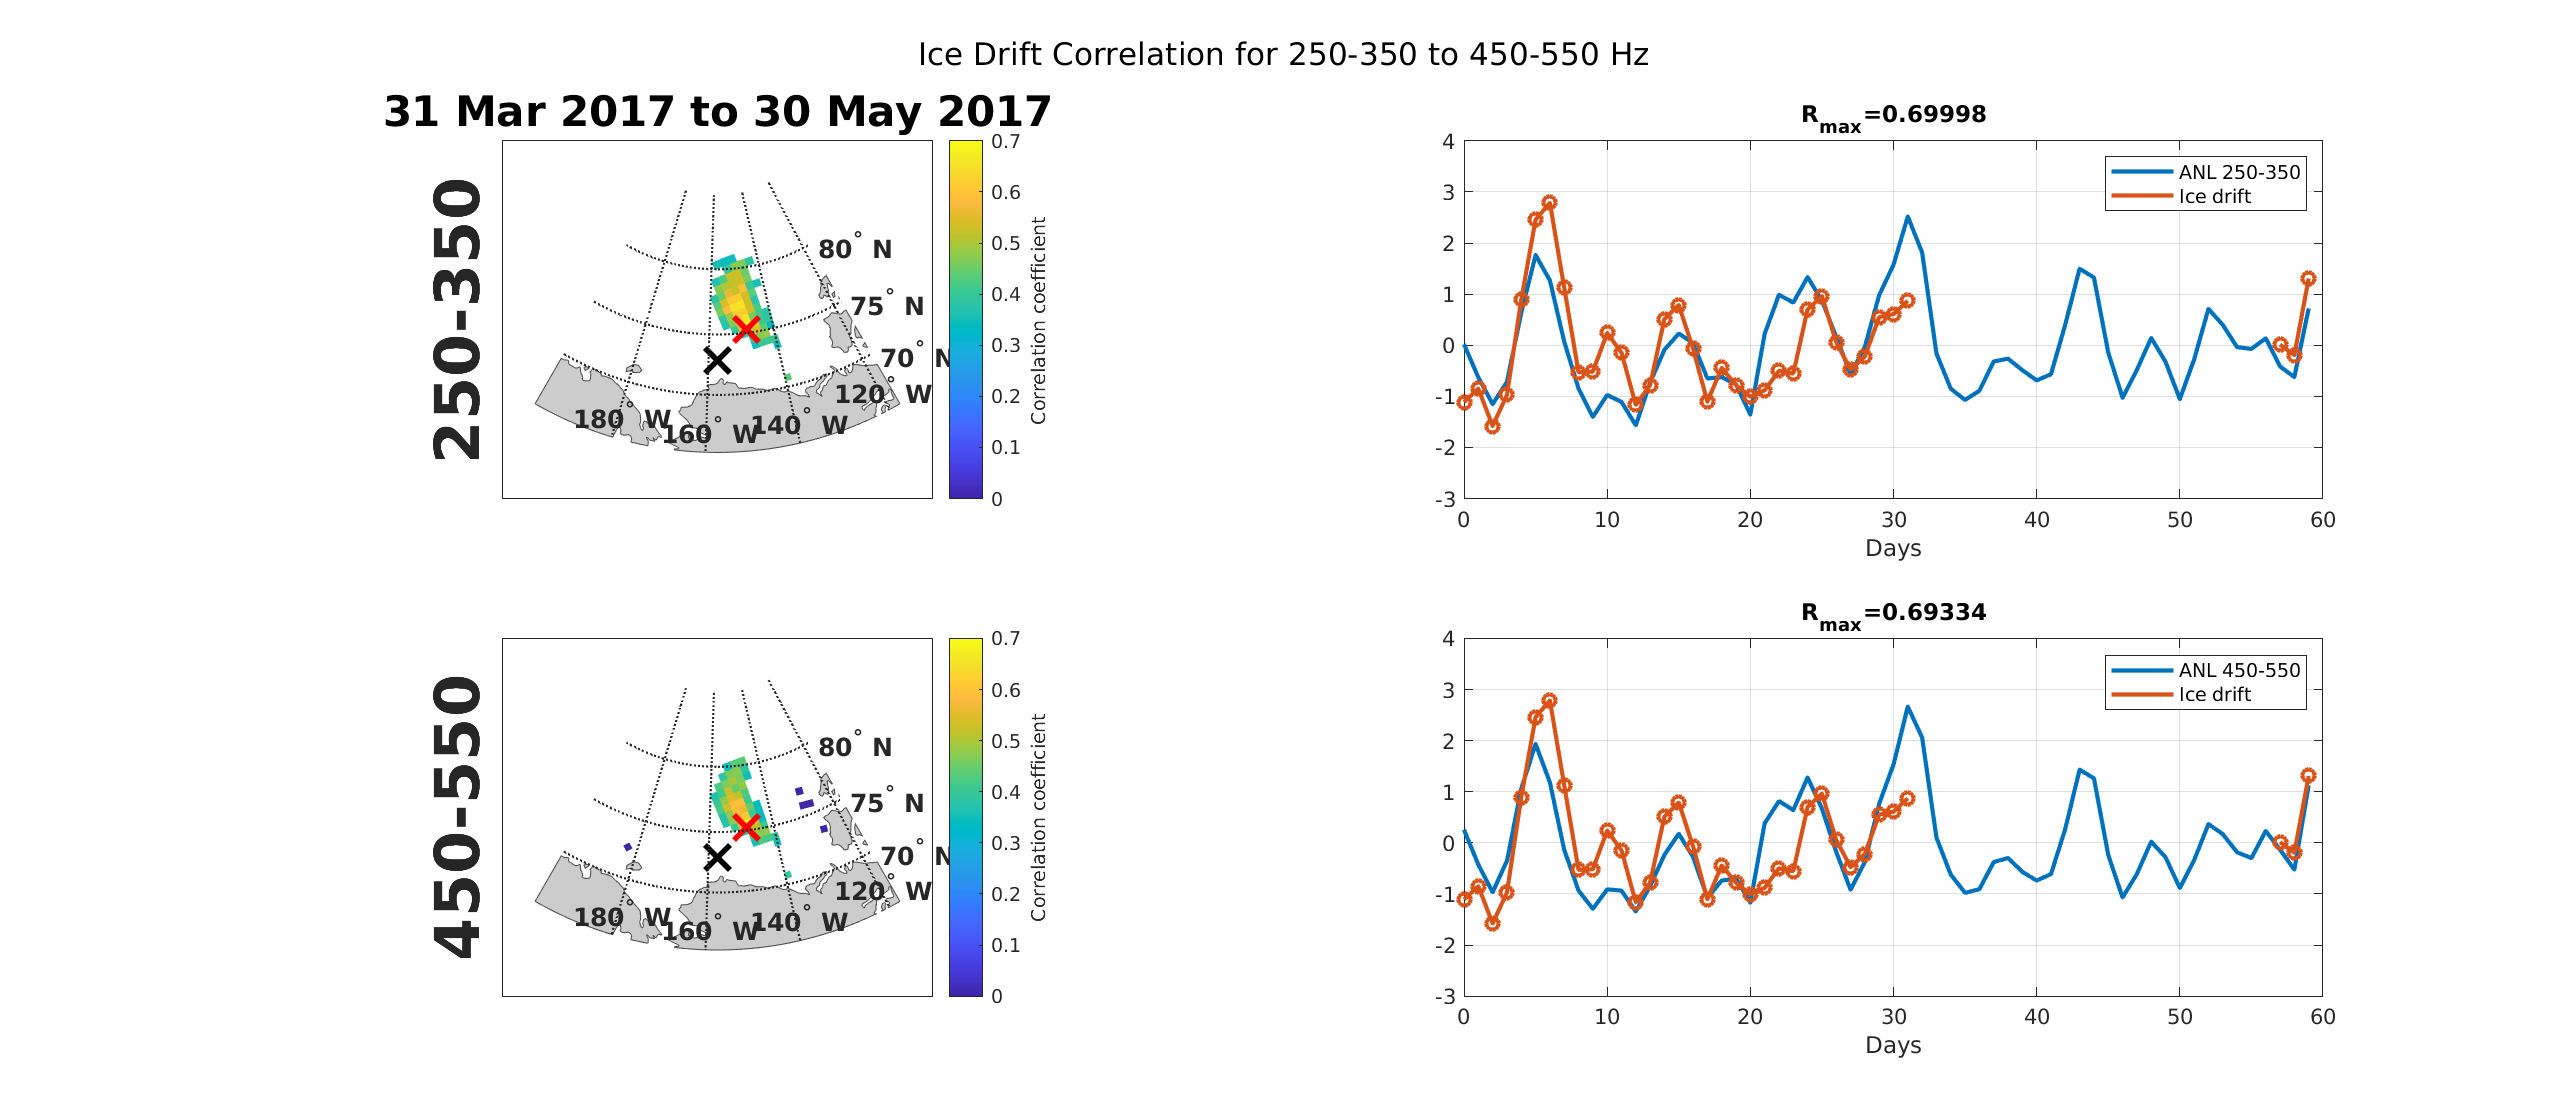 Ice Drift Correlation for 250-350 to 450-550 Hz
31 Mar 2017 to 30 May 2017
250-350
80° N
75° N
70° N
120° W
180° W
160° W
140° W
0.7
0.6
0.5
0.4
0.3
0.2
0.1
0
Correlation coefficient
Rmax=0.69998
4
3
2
1
0
-1
-2
-3
0 10 20 30 40 50 60
Days
ANL 250-350
Ice drift
450-550
80° N
75° N
70° N
120° W
180° W
160° W
140° W
0.7
0.6
0.5
0.4
0.3
0.2
0.1
0
Correlation coefficient
Rmax=0.69334
4
3
2
1
0
-1
-2
-3
0 10 20 30 40 50 60
Days
ANL 450-550
Ice drift